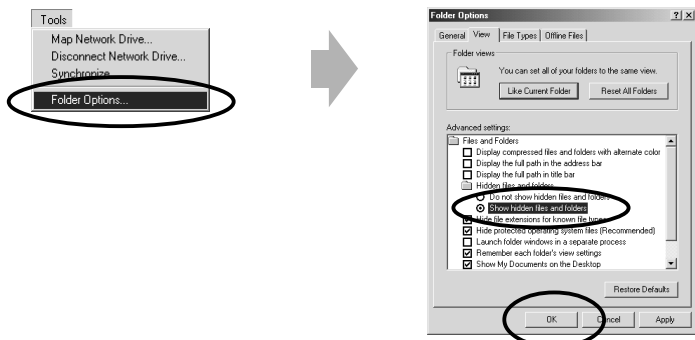 Tools
Map Network Drive...
Disconnect Network Drive...
Synchronize...
Folder Options...
Folder Options
General View File Types Offline Files
Folder views
You can set all of your folders to the same view.
Like Current Folder Reset All Folders
Advanced settings:
Files and Folders
Display compressed files and folders with alternate color
Display the full path in the address bar
Display the full path in title bar
Hidden files and folders
Do not show hidden files and folders
Show hidden files and folders
Hide file extensions for known file types
Hide protected operating system files (Recommended)
Launch folder windows in a separate process
Remember each folder's view settings
Show My Documents on the Desktop
Restore Defaults
OK Cancel Apply